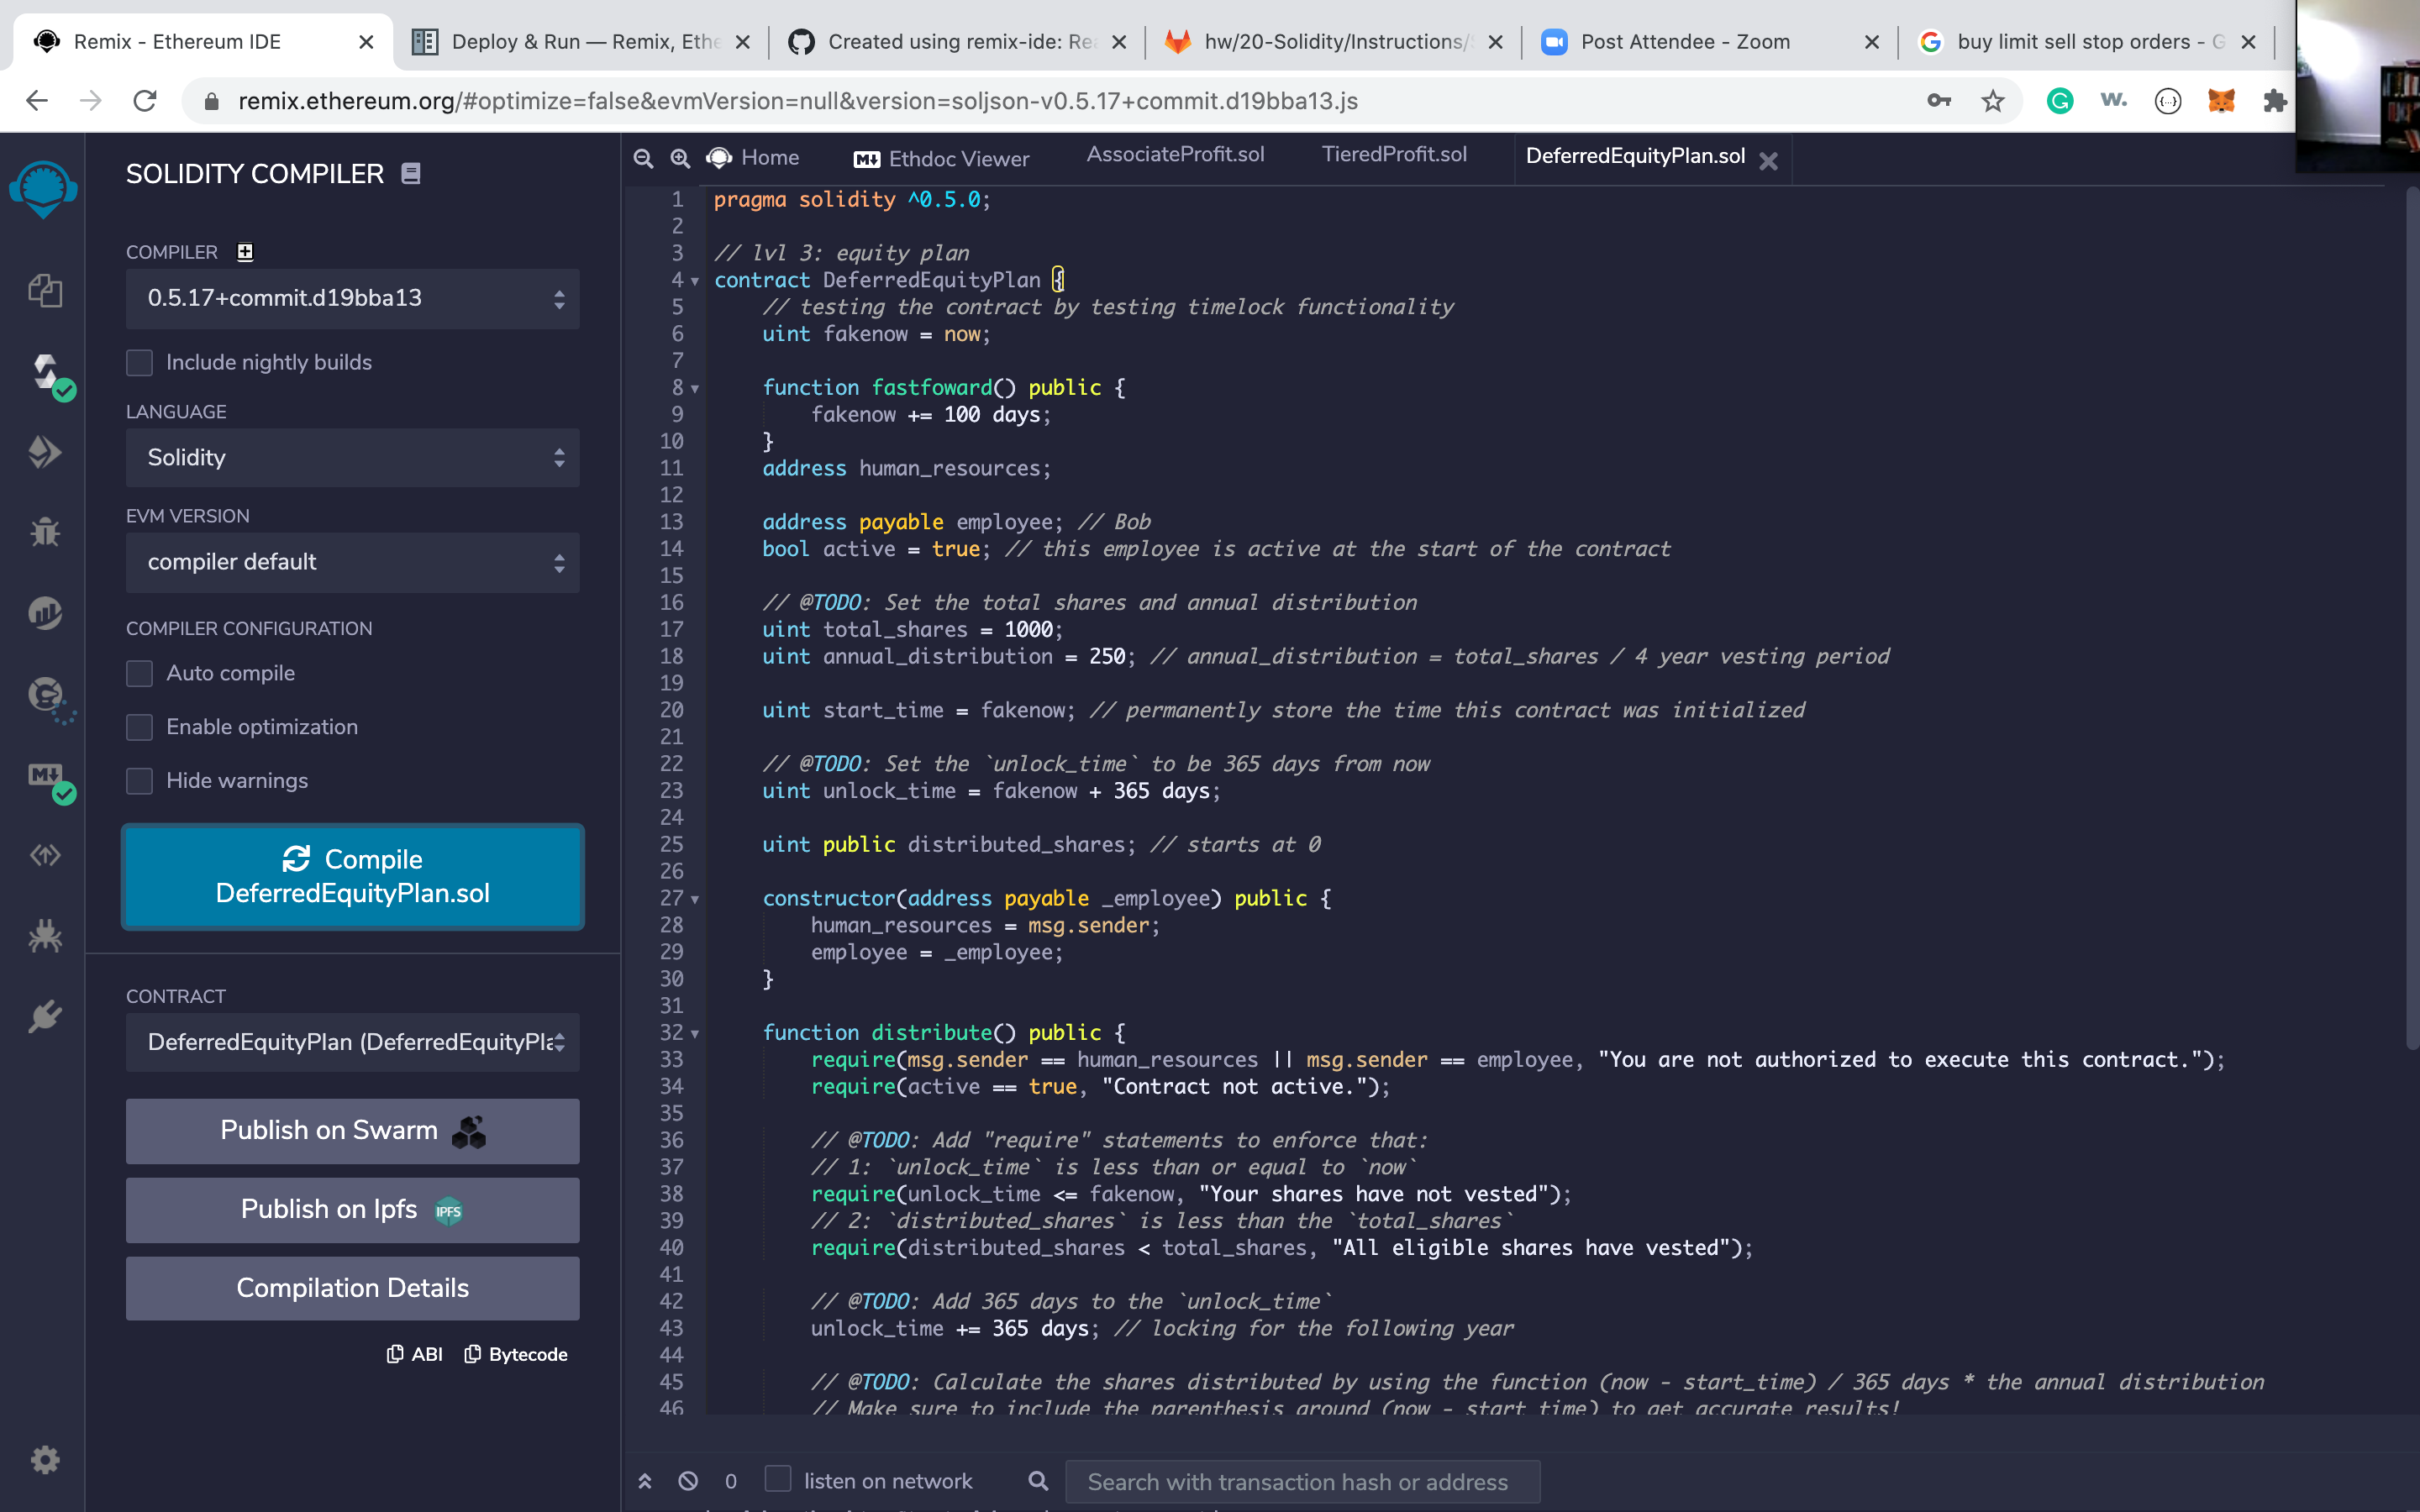 Remix - Ethereum IDE
Deploy & Run — Remix, Ethe
Created using remix-ide: Rea
hw/20-Solidity/Instructions/S
Post Attendee - Zoom
buy limit sell stop orders - G
remix.ethereum.org/#optimize=false&evmVersion=null&version=soljson-v0.5.17+commit.d19bba13.js
SOLIDITY COMPILER
COMPILER
0.5.17+commit.d19bba13
Include nightly builds
LANGUAGE
Solidity
EVM VERSION
compiler default
COMPILER CONFIGURATION
Auto compile
Enable optimization
Hide warnings
Compile
DeferredEquityPlan.sol
CONTRACT
DeferredEquityPlan (DeferredEquityPla
Publish on Swarm
Publish on Ipfs IPFS
Compilation Details
ABI Bytecode
Home Ethdoc Viewer AssociateProfit.sol TieredProfit.sol DeferredEquityPlan.sol
1 pragma solidity ^0.5.0;
2
3 // lvl 3: equity plan
4 contract DeferredEquityPlan {
5 // testing the contract by testing timelock functionality
6 uint fakenow = now;
7
8 function fastfoward() public {
9 fakenow += 100 days;
10 }
11 address human_resources;
12
13 address payable employee; // Bob
14 bool active = true; // this employee is active at the start of the contract
15
16 // @TODO: Set the total shares and annual distribution
17 uint total_shares = 1000;
18 uint annual_distribution = 250; // annual_distribution = total_shares / 4 year vesting period
19
20 uint start_time = fakenow; // permanently store the time this contract was initialized
21
22 // @TODO: Set the `unlock_time` to be 365 days from now
23 uint unlock_time = fakenow + 365 days;
24
25 uint public distributed_shares; // starts at 0
26
27 constructor(address payable _employee) public {
28 human_resources = msg.sender;
29 employee = _employee;
30 }
31
32 function distribute() public {
33 require(msg.sender == human_resources || msg.sender == employee, "You are not authorized to execute this contract.");
34 require(active == true, "Contract not active.");
35
36 // @TODO: Add "require" statements to enforce that:
37 // 1: `unlock_time` is less than or equal to `now`
38 require(unlock_time <= fakenow, "Your shares have not vested");
39 // 2: `distributed_shares` is less than the `total_shares`
40 require(distributed_shares < total_shares, "All eligible shares have vested");
41
42 // @TODO: Add 365 days to the `unlock_time`
43 unlock_time += 365 days; // locking for the following year
44
45 // @TODO: Calculate the shares distributed by using the function (now - start_time) / 365 days * the annual distribution
46 // Make sure to include the parenthesis around (now - start_time) to get accurate results!
0 listen on network Search with transaction hash or address